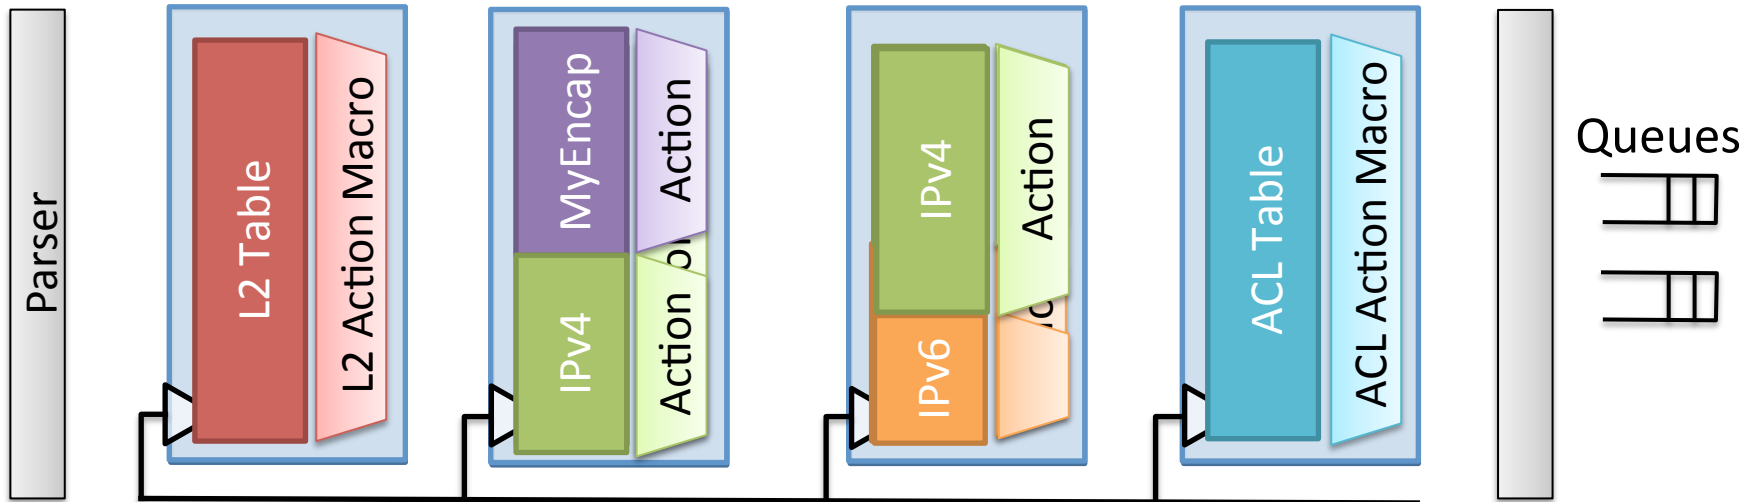 Parser
L2 Table
L2 Action Macro
MyEncap
Action
IPv4
Action
IPv4
Action
IPv6
ACL Table
ACL Action Macro
Queues